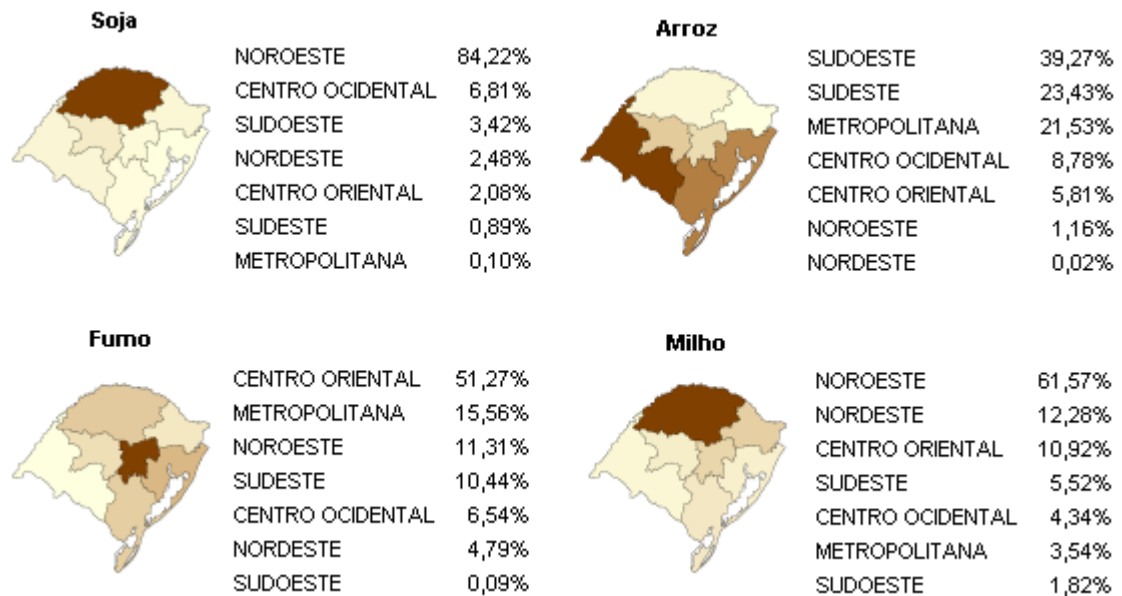 Soja
NOROESTE 84,22%
CENTRO OCIDENTAL 6,81%
SUDOESTE 3,42%
NORDESTE 2,48%
CENTRO ORIENTAL 2,08%
SUDESTE 0,89%
METROPOLITANA 0,10%
Arroz
SUDOESTE 39,27%
SUDESTE 23,43%
METROPOLITANA 21,53%
CENTRO OCIDENTAL 8,78%
CENTRO ORIENTAL 5,81%
NOROESTE 1,16%
NORDESTE 0,02%
Fumo
CENTRO ORIENTAL 51,27%
METROPOLITANA 15,56%
NOROESTE 11,31%
SUDESTE 10,44%
CENTRO OCIDENTAL 6,54%
NORDESTE 4,79%
SUDOESTE 0,09%
Milho
NOROESTE 61,57%
NORDESTE 12,28%
CENTRO ORIENTAL 10,92%
SUDESTE 5,52%
CENTRO OCIDENTAL 4,34%
METROPOLITANA 3,54%
SUDOESTE 1,82%